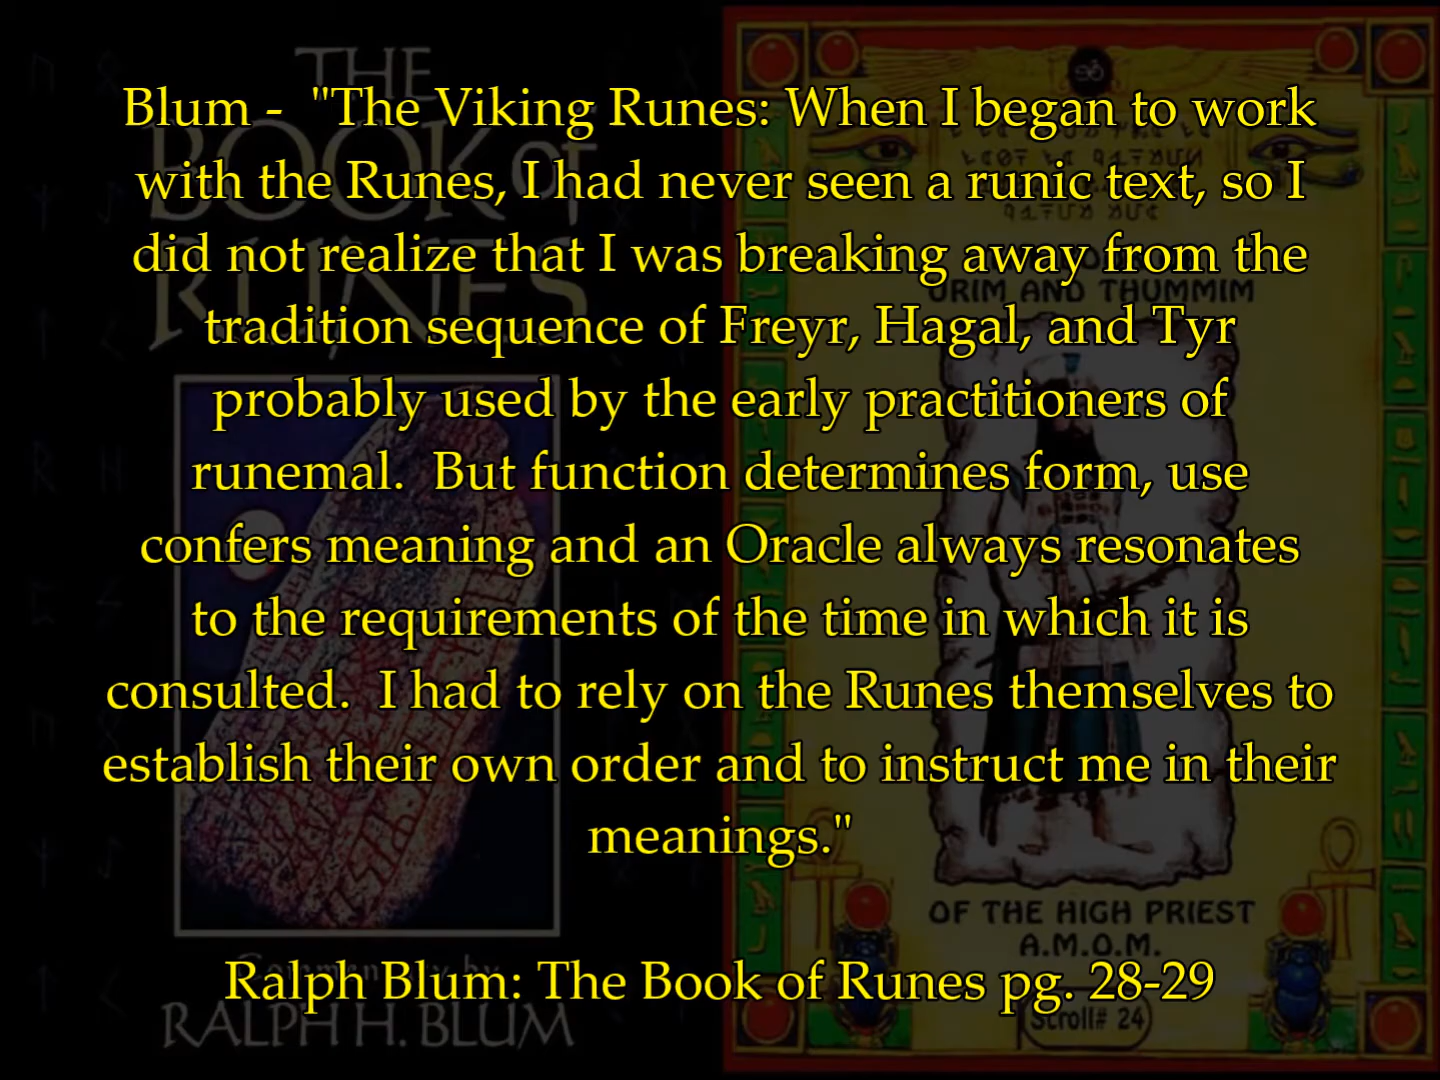 Blum -  "The Viking Runes: When I began to work
with the Runes, I had never seen a runic text, so I
did not realize that I was breaking away from the
tradition sequence of Freyr, Hagal, and Tyr
probably used by the early practitioners of
runemal.  But function determines form, use
confers meaning and an Oracle always resonates
to the requirements of the time in which it is
consulted.  I had to rely on the Runes themselves to
establish their own order and to instruct me in their
meanings."
Ralph Blum: The Book of Runes pg. 28-29
THE
BOOK of
RUNES
RALPH H. BLUM
URIM AND THUMMIM
OF THE HIGH PRIEST
A.M.O.M.
Scroll# 24